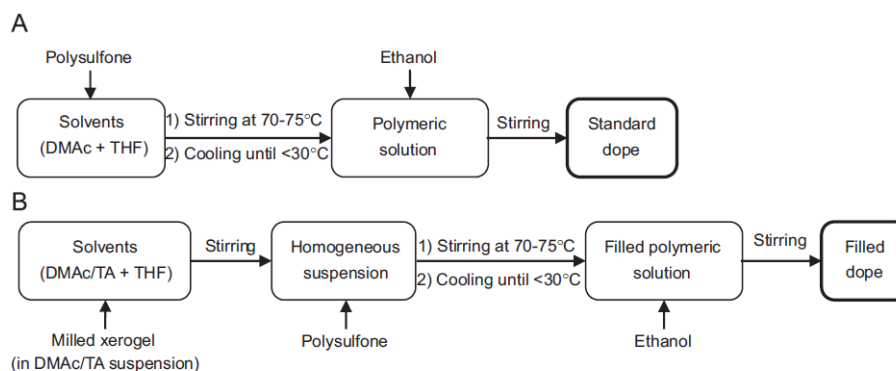 A
Polysulfone
Ethanol
Solvents
(DMAc + THF)
1) Stirring at 70-75°C
2) Cooling until <30°C
Polymeric
solution
Stirring
Standard
dope
B
Solvents
(DMAc/TA + THF)
Stirring
Homogeneous
suspension
1) Stirring at 70-75°C
2) Cooling until <30°C
Filled polymeric
solution
Stirring
Filled
dope
Milled xerogel
(in DMAc/TA suspension)
Polysulfone
Ethanol